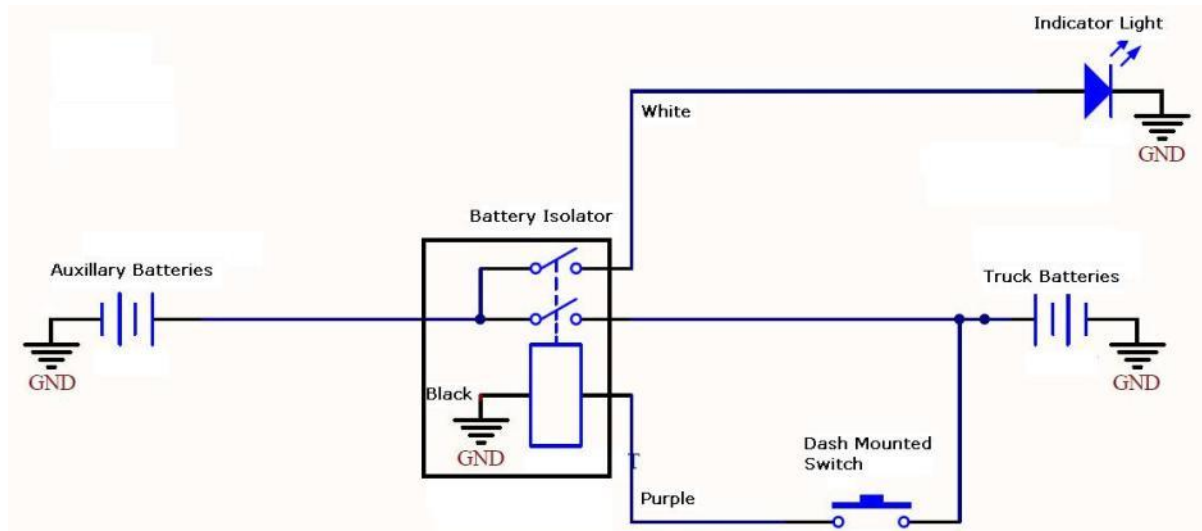 Indicator Light
White
GND
Battery Isolator
Auxillary Batteries
Truck Batteries
GND
Black
GND
GND
Dash Mounted
Switch
T
Purple